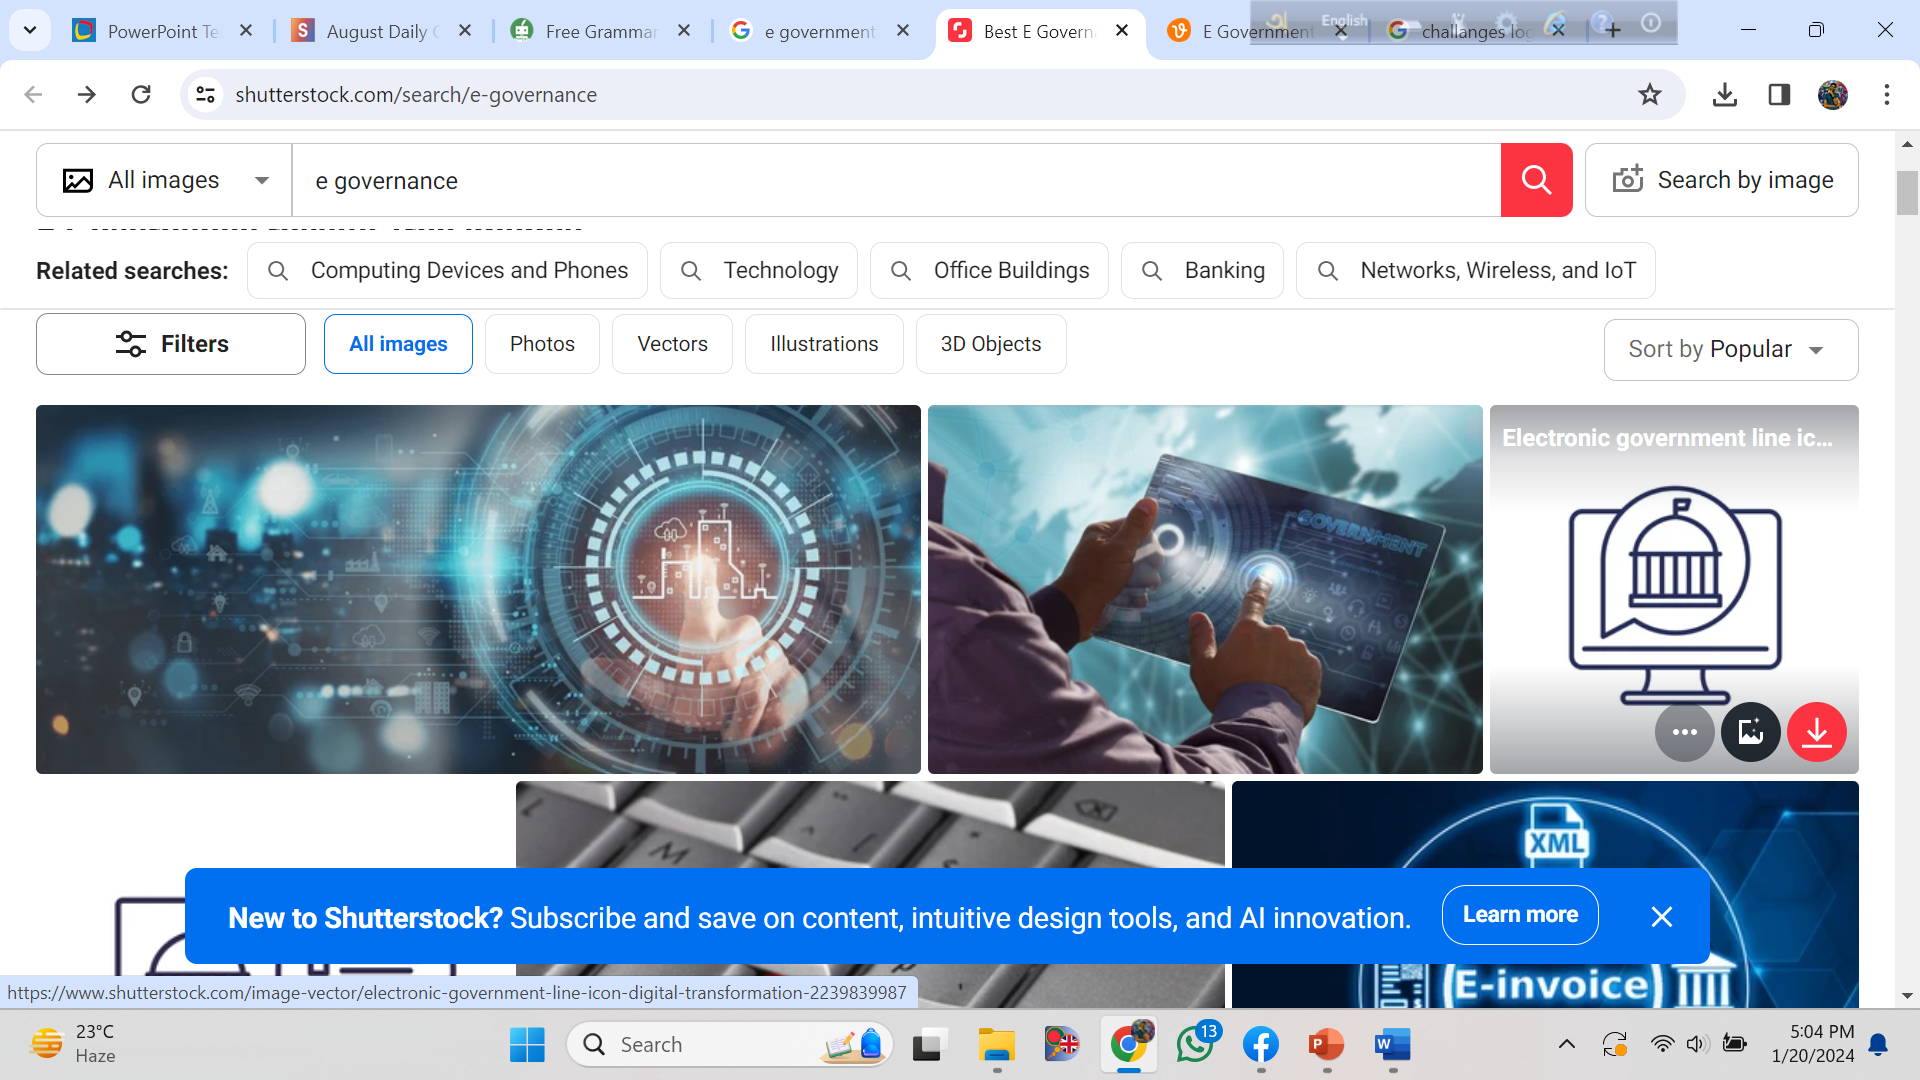 PowerPoint Te
August Daily
Free Grammar
e government
Best E Govern
E Government
English
challanges
shutterstock.com/search/e-governance
All images
e governance
Search by image
Related searches:
Computing Devices and Phones
Technology
Office Buildings
Banking
Networks, Wireless, and IoT
Filters
All images
Photos
Vectors
Illustrations
3D Objects
Sort by Popular
GOVERNMENT
Electronic government line ic...
M
XML
New to Shutterstock? Subscribe and save on content, intuitive design tools, and AI innovation.
Learn more
E-invoice
https://www.shutterstock.com/image-vector/electronic-government-line-icon-digital-transformation-2239839987
23°C
Haze
Search
13
5:04 PM
1/20/2024